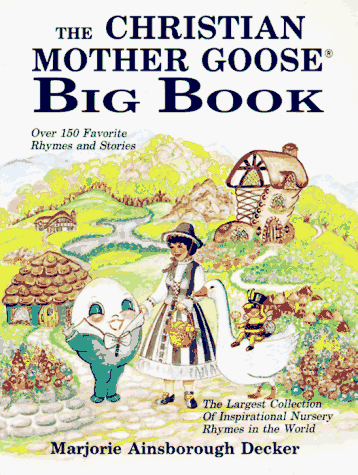 THE CHRISTIAN
MOTHER GOOSE®
BIG BOOK
Over 150 Favorite
Rhymes and Stories
The Largest Collection
Of Inspirational Nursery
Rhymes in the World
Marjorie Ainsborough Decker